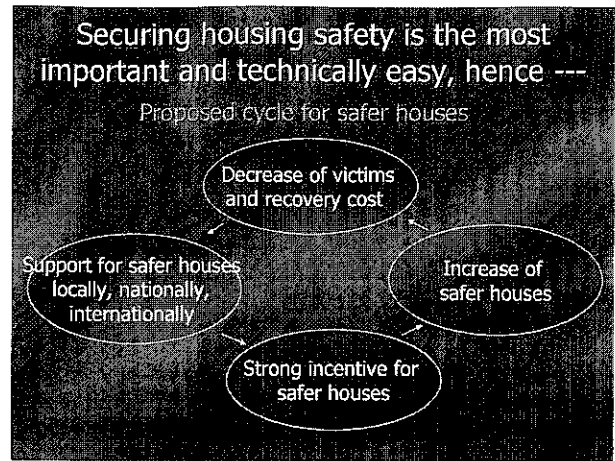 Securing housing safety is the most
important and technically easy, hence ---
Proposed cycle for safer houses
Decrease of victims
and recovery cost
Support for safer houses
locally, nationally,
internationally
Increase of
safer houses
Strong incentive for
safer houses